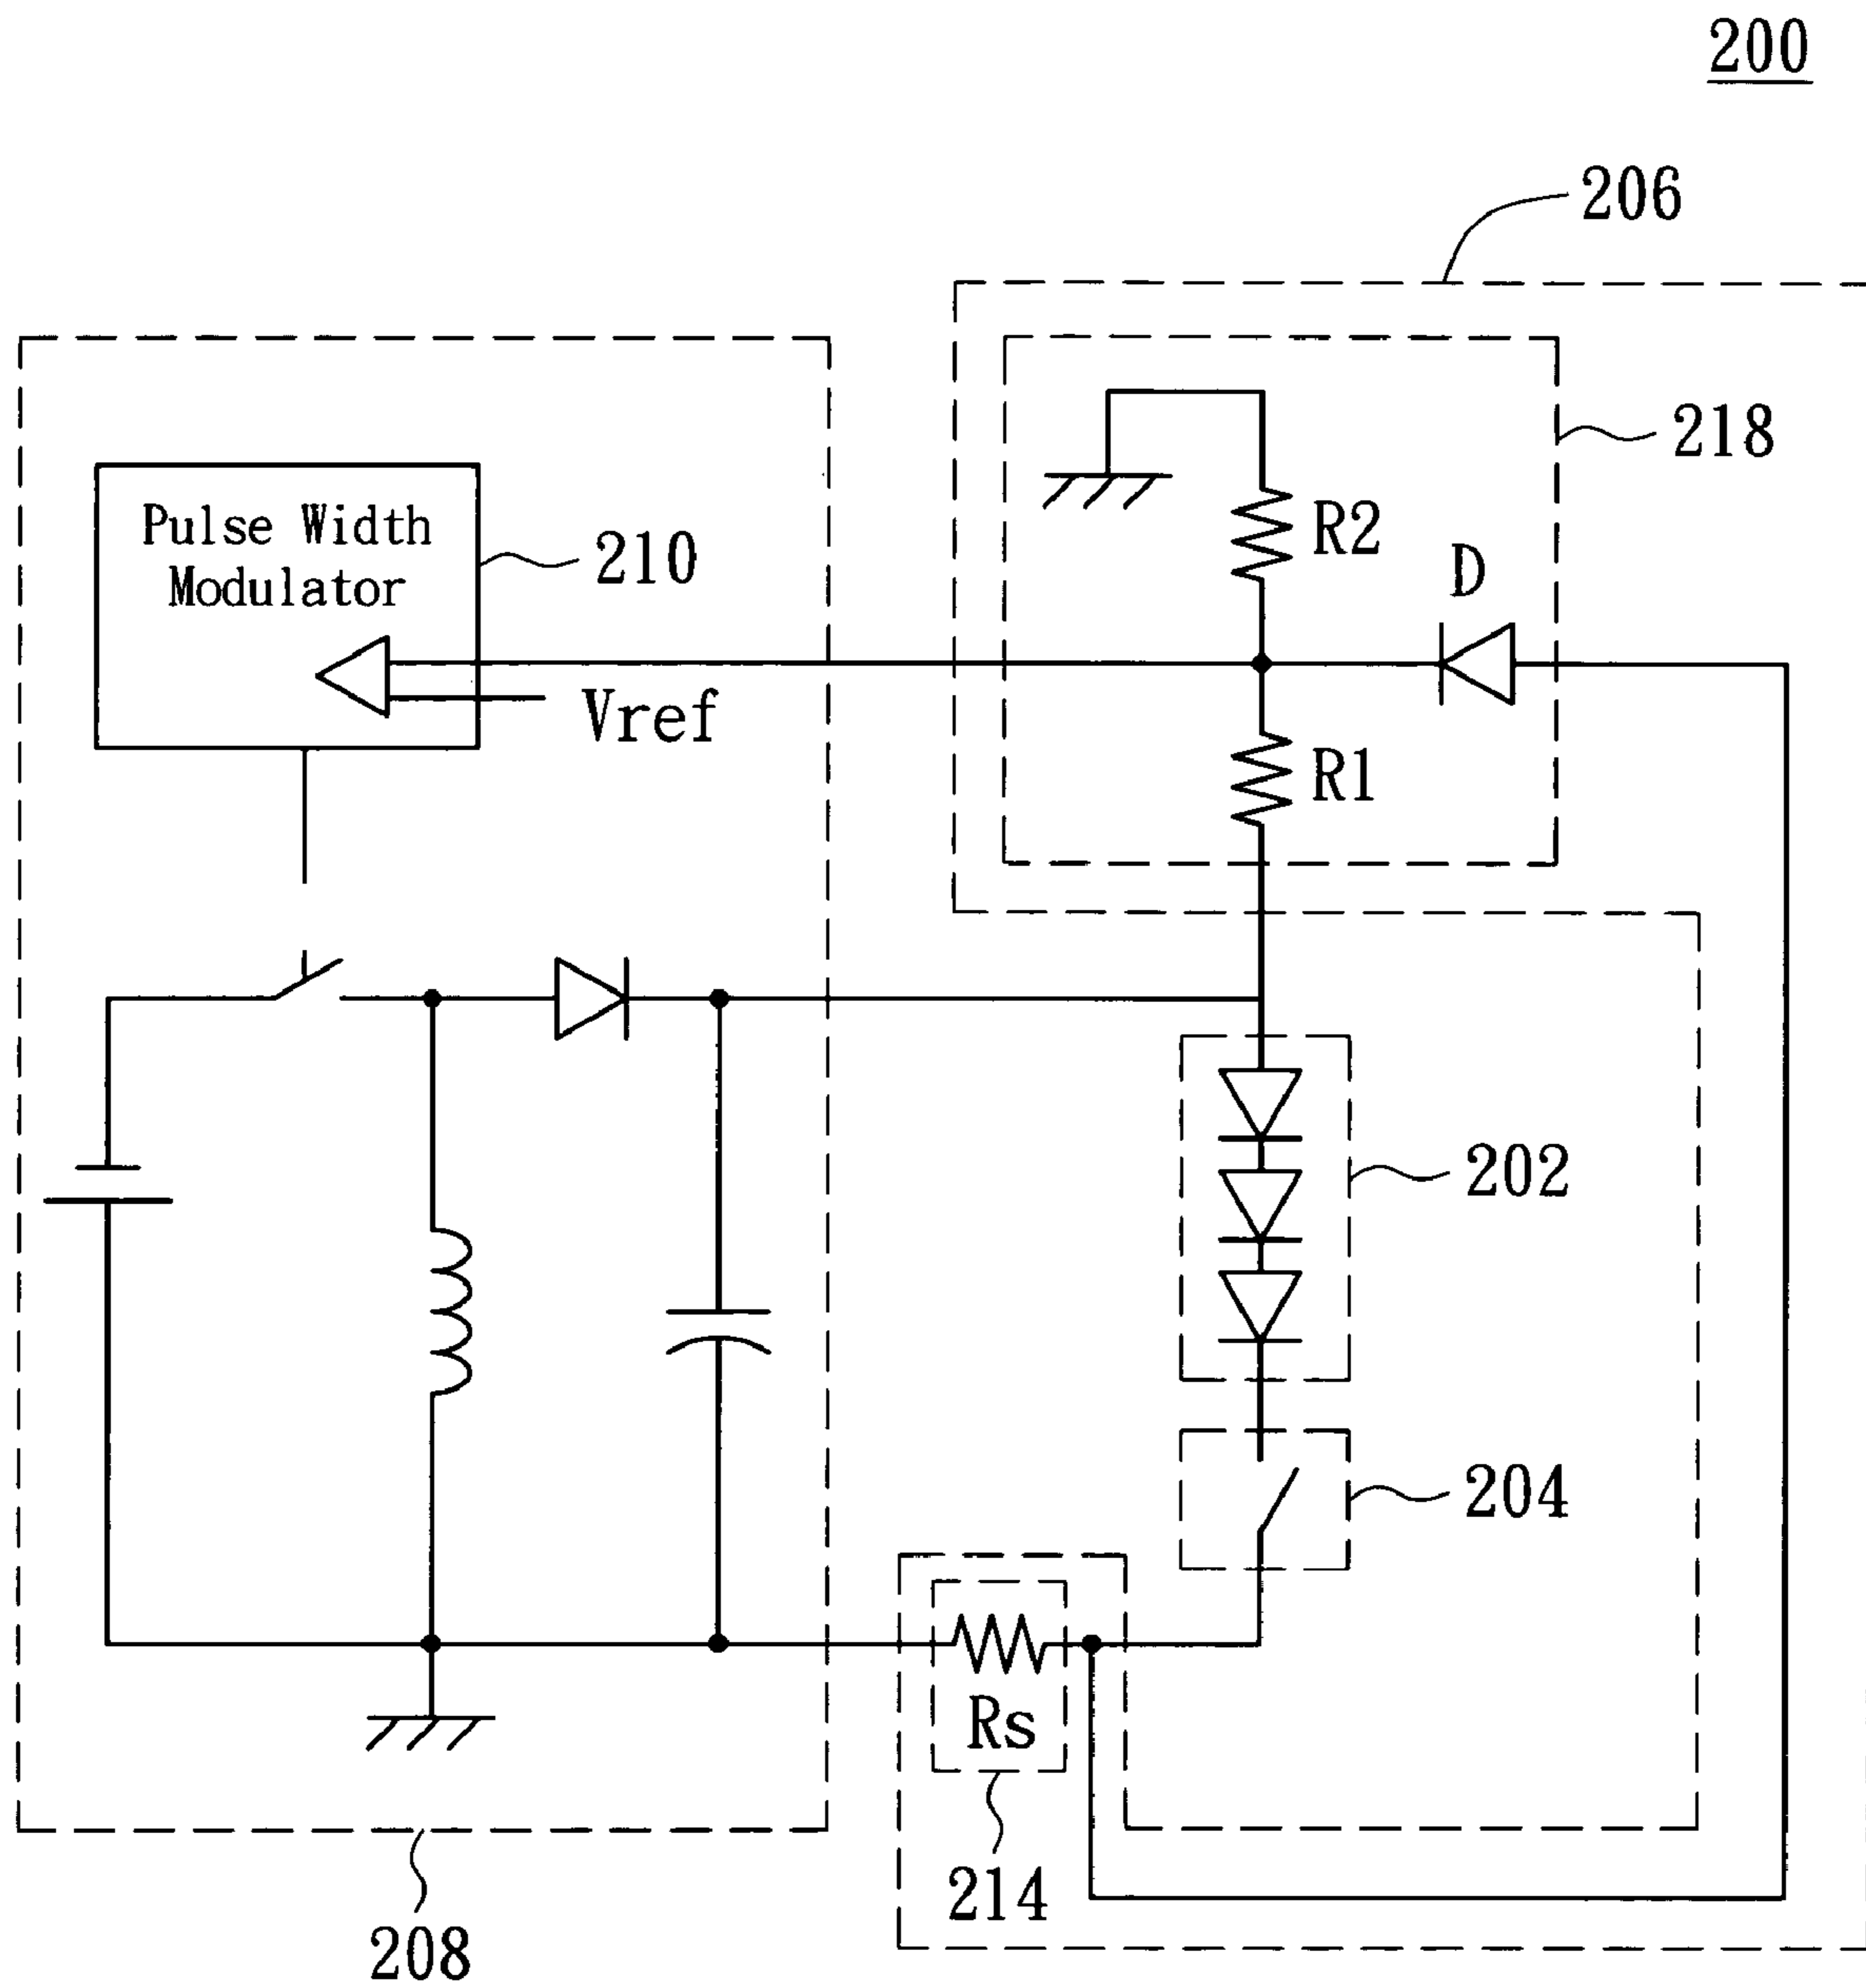 200
206
218
R2
Pulse Width
Modulator
210
D
Vref
R1
202
204
Rs
214
208